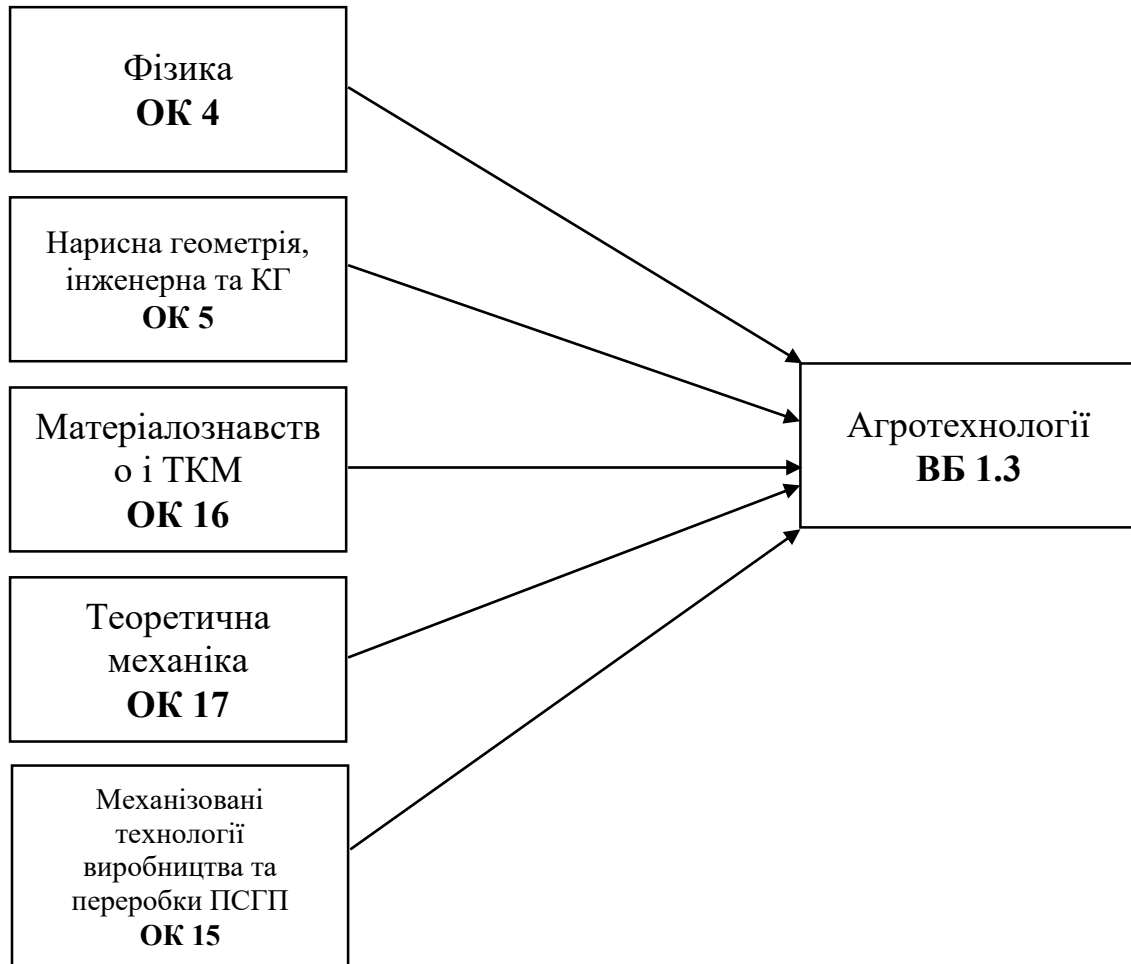 Фізика
ОК 4
Нарисна геометрія,
інженерна та КГ
ОК 5
Матеріалознавств
о і ТКМ
ОК 16
Теоретична
механіка
ОК 17
Механізовані
технології
виробництва та
переробки ПСГП
ОК 15
Агротехнології
ВБ 1.3